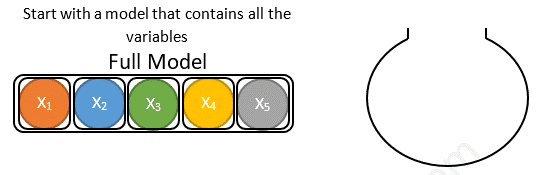 Start with a model that contains all the
variables
Full Model
X₁ X₂ X₃ X₄ X₅